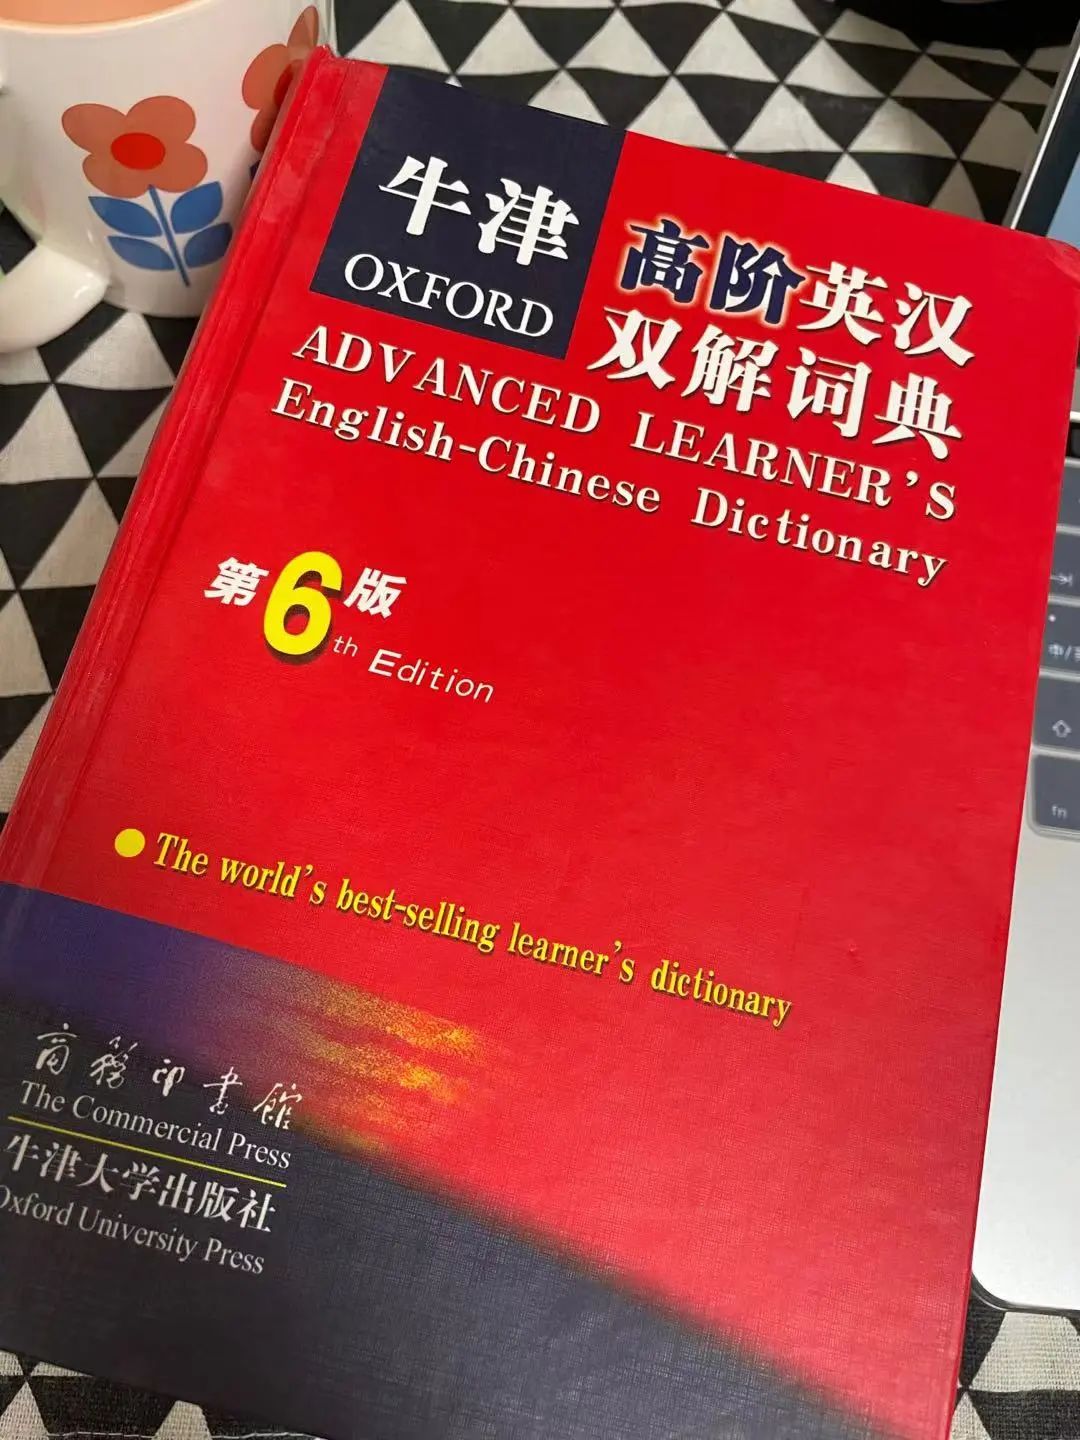 牛津
OXFORD
高阶英汉
双解词典
ADVANCED LEARNER'S
English-Chinese Dictionary
第6版
th Edition
The world's best-selling learner's dictionary
商務印書館
The Commercial Press
牛津大学出版社
Oxford University Press
fn